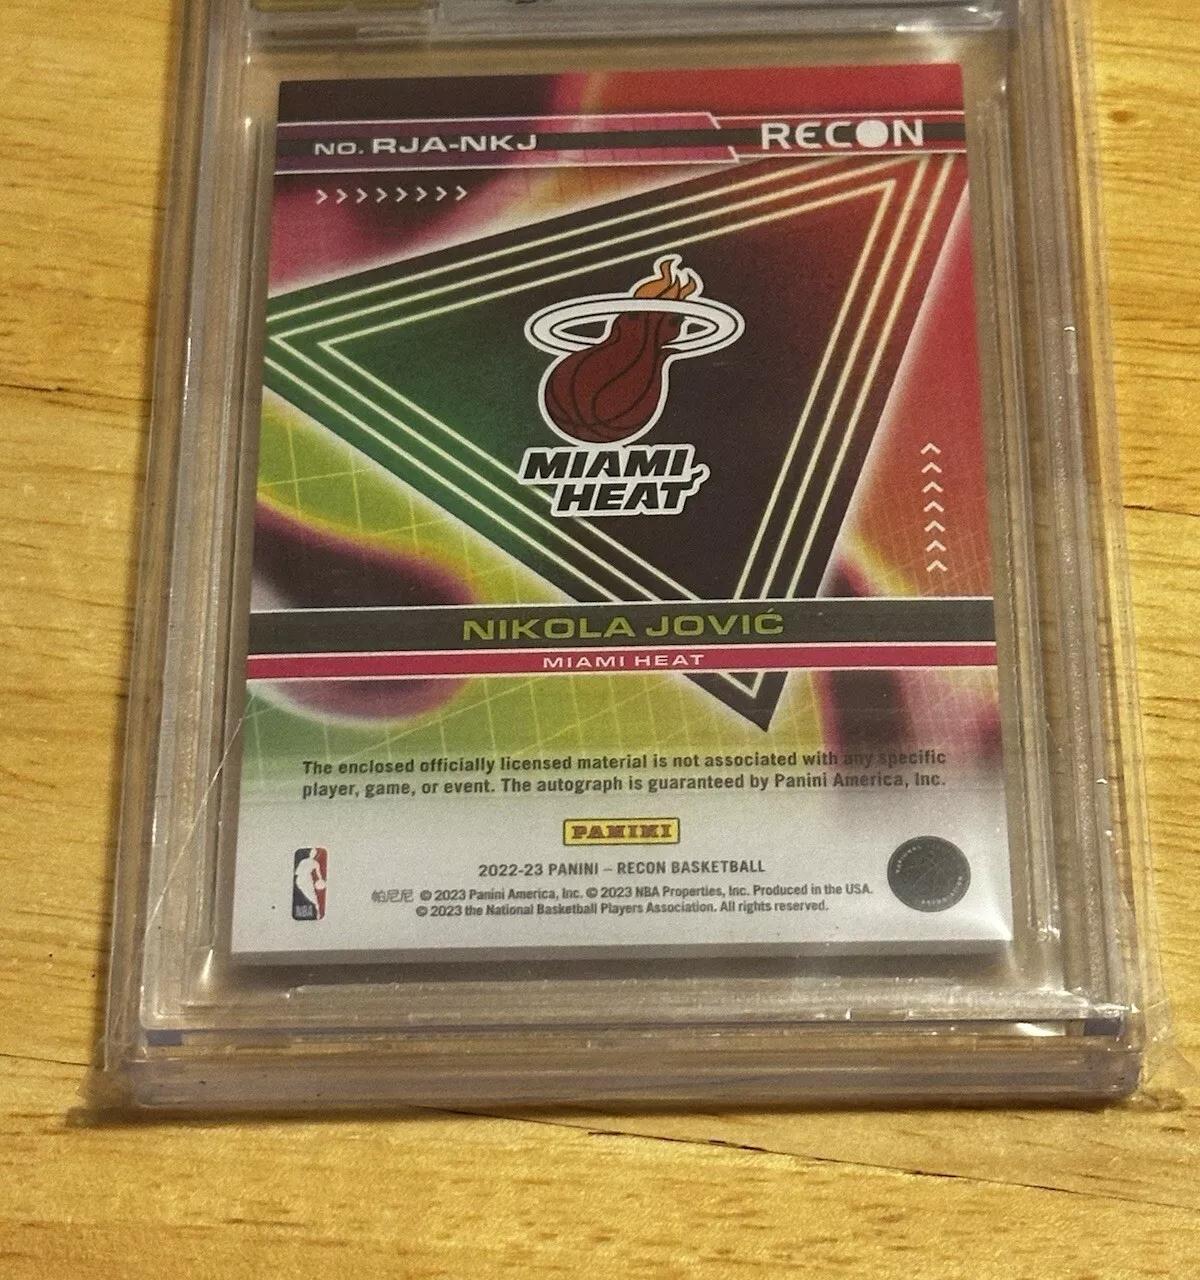 NO. RJA-NKJ
RECON
MIAMI
HEAT
NIKOLA JOVIĆ
MIAMI HEAT
The enclosed officially licensed material is not associated with any specific
player, game, or event. The autograph is guaranteed by Panini America, Inc.
PANINI
2022-23 PANINI – RECON BASKETBALL
帕尼尼 © 2023 Panini America, Inc. © 2023 NBA Properties, Inc. Produced in the USA.
© 2023 the National Basketball Players Association. All rights reserved.
NBA